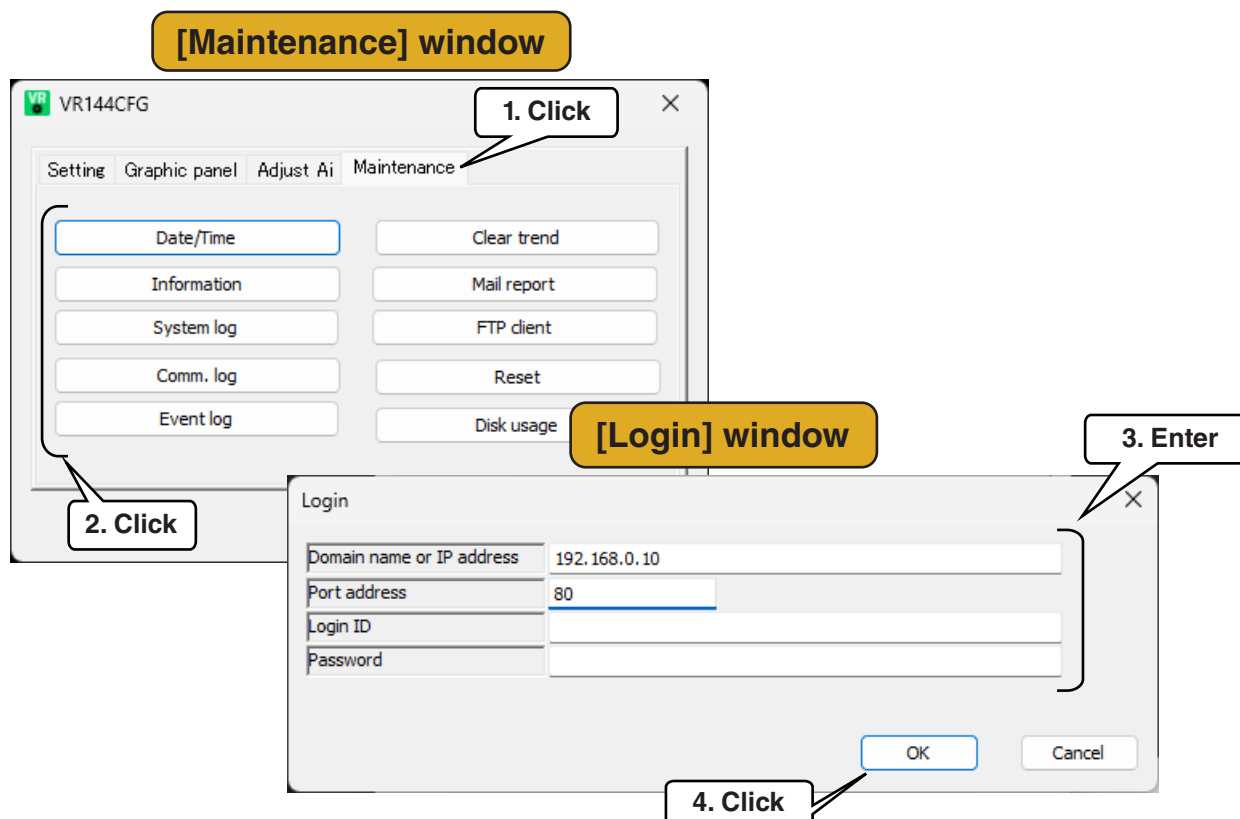 [Maintenance] window
VR VR144CFG
1. Click
Setting Graphic panel Adjust Ai Maintenance
Date/Time Clear trend
Information Mail report
System log FTP client
Comm. log Reset
Event log Disk usage
2. Click
[Login] window
3. Enter
Login
Domain name or IP address 192.168.0.10
Port address 80
Login ID
Password
OK Cancel
4. Click